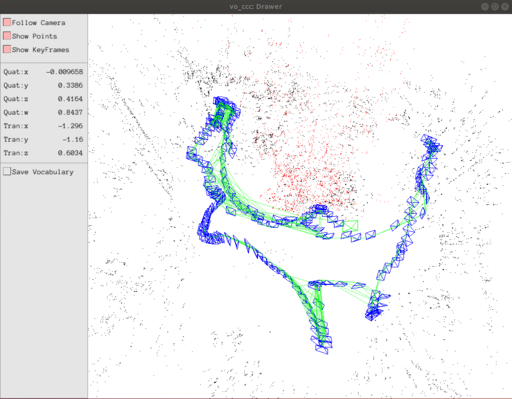 vo_ccc: Drawer
Follow Camera
Show Points
Show KeyFrames
Quat:x -0.009658
Quat:y 0.3386
Quat:z 0.4164
Quat:w 0.8437
Tran:x -1.296
Tran:y -1.16
Tran:z 0.6034
Save Vocabulary